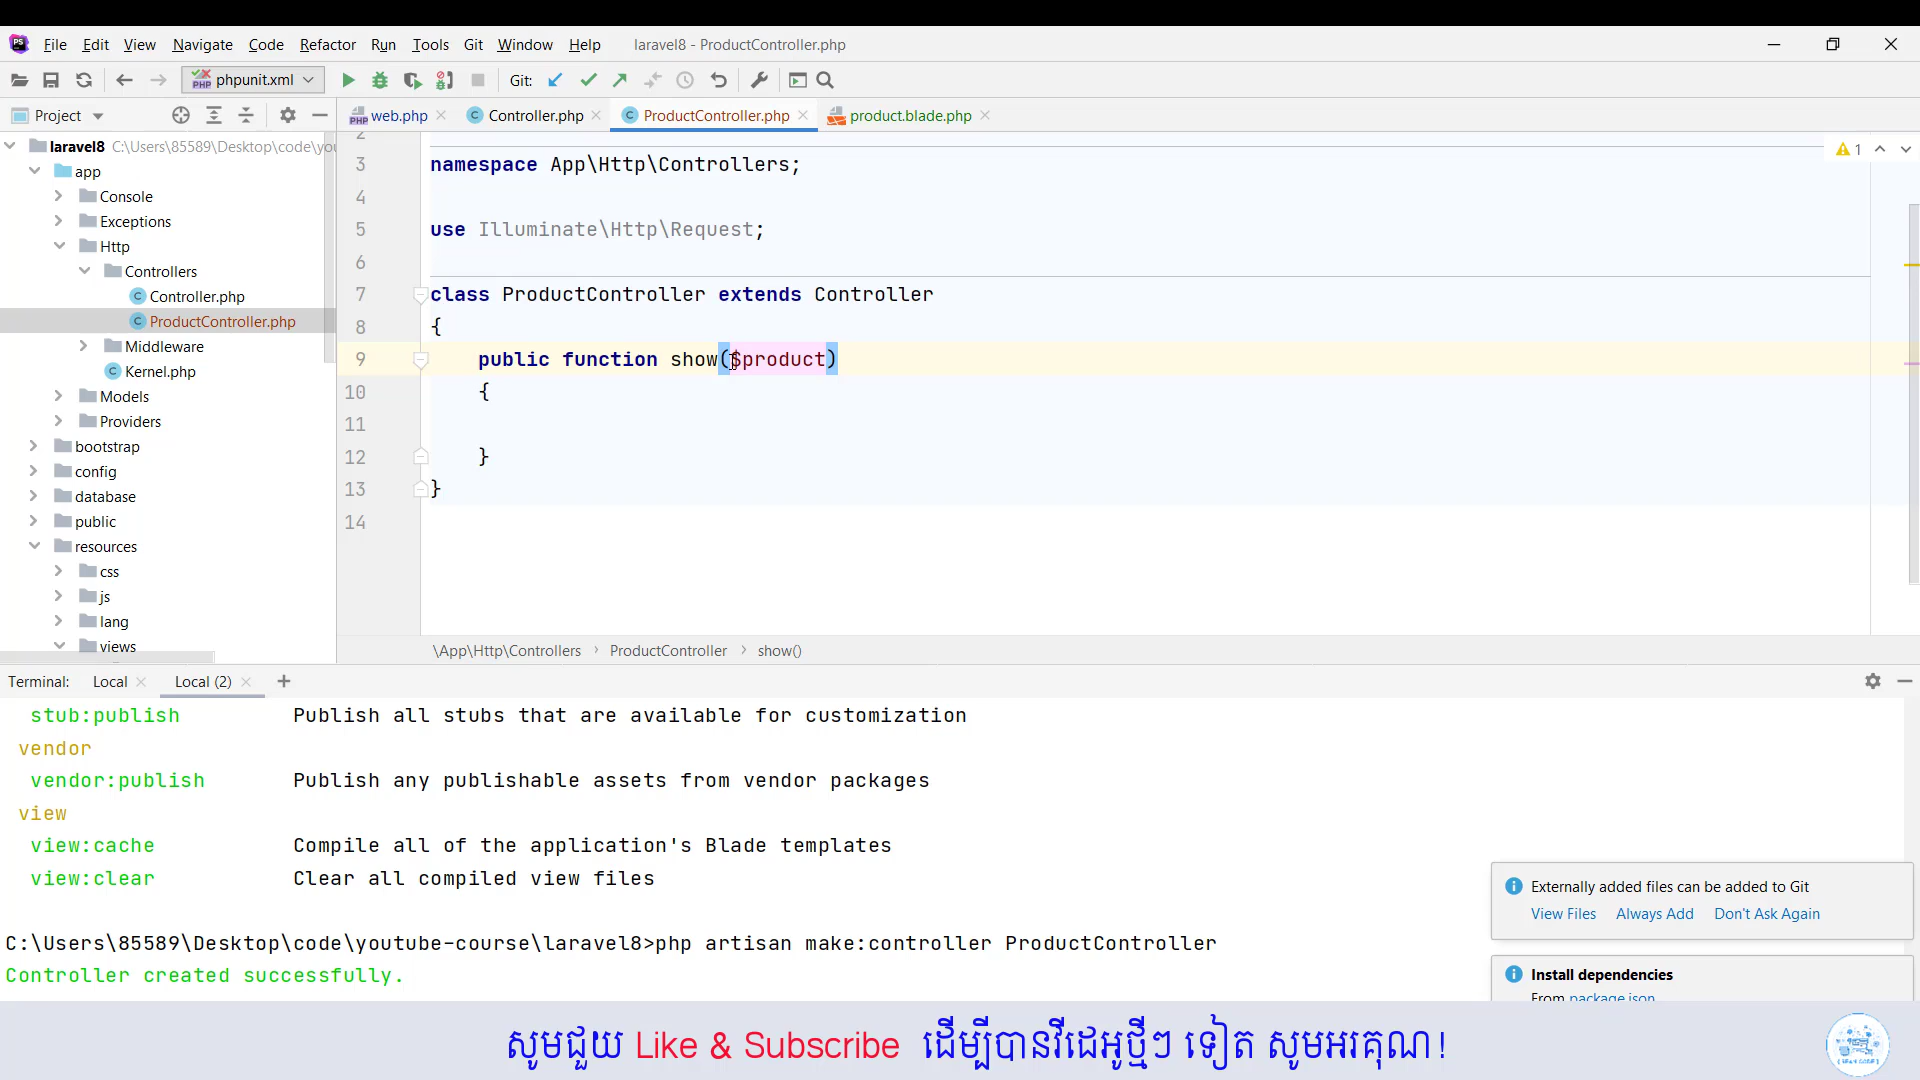 File Edit View Navigate Code Refactor Run Tools Git Window Help laravel8 - ProductController.php
phpunit.xml Git:
Project web.php Controller.php ProductController.php product.blade.php
laravel8 C:\Users\85589\Desktop\code\yo
app
Console
Exceptions
Http
Controllers
Controller.php
ProductController.php
Middleware
Kernel.php
Models
Providers
bootstrap
config
database
public
resources
css
js
lang
views
1
2
3 namespace App\Http\Controllers;
4
5 use Illuminate\Http\Request;
6
7 class ProductController extends Controller
8 {
9 public function show($product)
10 {
11
12 }
13 }
14
\App\Http\Controllers › ProductController › show()
Terminal: Local Local (2)
stub:publish Publish all stubs that are available for customization
vendor
vendor:publish Publish any publishable assets from vendor packages
view
view:cache Compile all of the application's Blade templates
view:clear Clear all compiled view files
C:\Users\85589\Desktop\code\youtube-course\laravel8>php artisan make:controller ProductController
Controller created successfully.
Externally added files can be added to Git
View Files Always Add Don't Ask Again
Install dependencies
From package.json
សូមជួយ Like & Subscribe ដើម្បីបានវីដេអូថ្មីៗ ទៀត សូមអរគុណ!